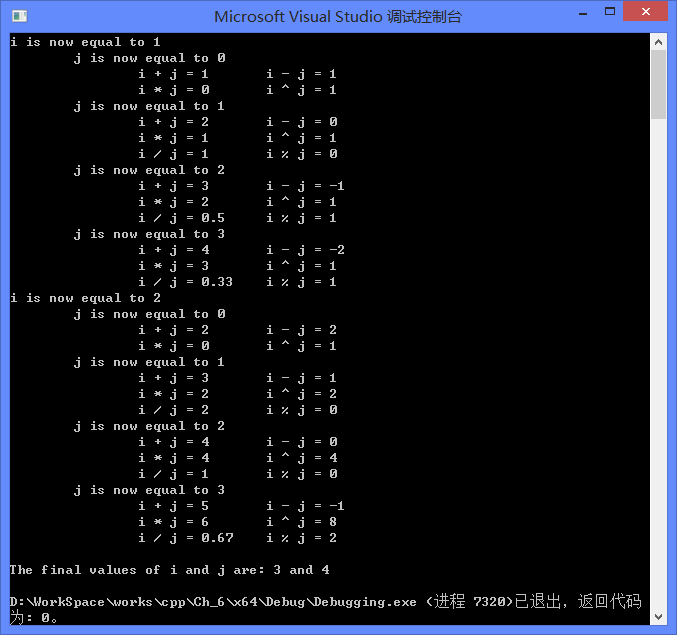 Microsoft Visual Studio 调试控制台
i is now equal to 1
j is now equal to 0
i + j = 1 i - j = 1
i * j = 0 i ^ j = 1
j is now equal to 1
i + j = 2 i - j = 0
i * j = 1 i ^ j = 1
i / j = 1 i % j = 0
j is now equal to 2
i + j = 3 i - j = -1
i * j = 2 i ^ j = 1
i / j = 0.5 i % j = 1
j is now equal to 3
i + j = 4 i - j = -2
i * j = 3 i ^ j = 1
i / j = 0.33 i % j = 1
i is now equal to 2
j is now equal to 0
i + j = 2 i - j = 2
i * j = 0 i ^ j = 1
j is now equal to 1
i + j = 3 i - j = 1
i * j = 2 i ^ j = 2
i / j = 2 i % j = 0
j is now equal to 2
i + j = 4 i - j = 0
i * j = 4 i ^ j = 4
i / j = 1 i % j = 0
j is now equal to 3
i + j = 5 i - j = -1
i * j = 6 i ^ j = 8
i / j = 0.67 i % j = 2
The final values of i and j are: 3 and 4
D:\WorkSpace\works\cpp\Ch_6\x64\Debug\Debugging.exe (进程 7320)已退出，返回代码
为: 0。